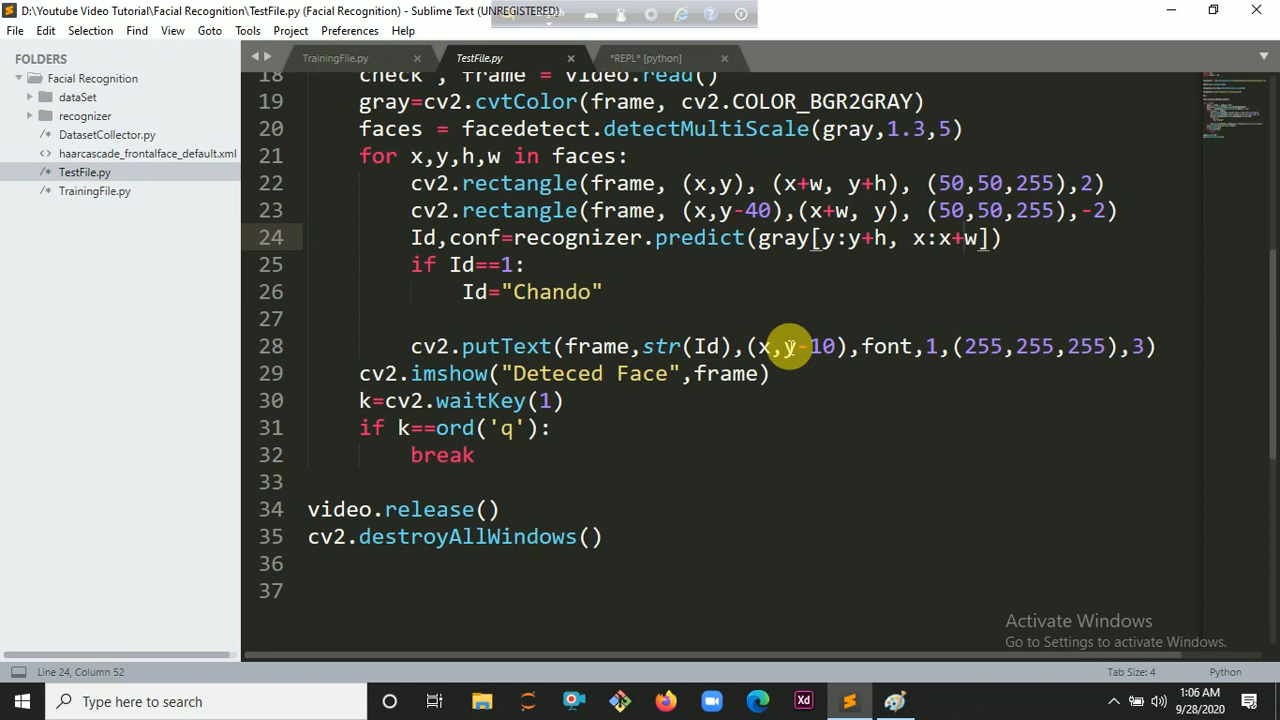 D:\Youtube Video Tutorial\Facial Recognition\TestFile.py (Facial Recognition) - Sublime Text (UNREGISTERED)
File Edit Selection Find View Goto Tools Project Preferences Help
FOLDERS
Facial Recognition
dataSet
recognizer
DatasetCollector.py
haarcascade_frontalface_default.xml
TestFile.py
TrainingFile.py
TrainingFile.py TestFile.py *REPL* [python]
18 check , frame = video.read()
19 gray=cv2.cvtColor(frame, cv2.COLOR_BGR2GRAY)
20 faces = facedetect.detectMultiScale(gray,1.3,5)
21 for x,y,h,w in faces:
22 cv2.rectangle(frame, (x,y), (x+w, y+h), (50,50,255),2)
23 cv2.rectangle(frame, (x,y-40),(x+w, y), (50,50,255),-2)
24 Id,conf=recognizer.predict(gray[y:y+h, x:x+w])
25 if Id==1:
26 Id="Chando"
27
28 cv2.putText(frame,str(Id),(x,y-10),font,1,(255,255,255),3)
29 cv2.imshow("Deteced Face",frame)
30 k=cv2.waitKey(1)
31 if k==ord('q'):
32 break
33
34 video.release()
35 cv2.destroyAllWindows()
36
37
Activate Windows
Go to Settings to activate Windows.
Line 24, Column 52
Tab Size: 4 Python
Type here to search
Xd
1:06 AM
9/28/2020